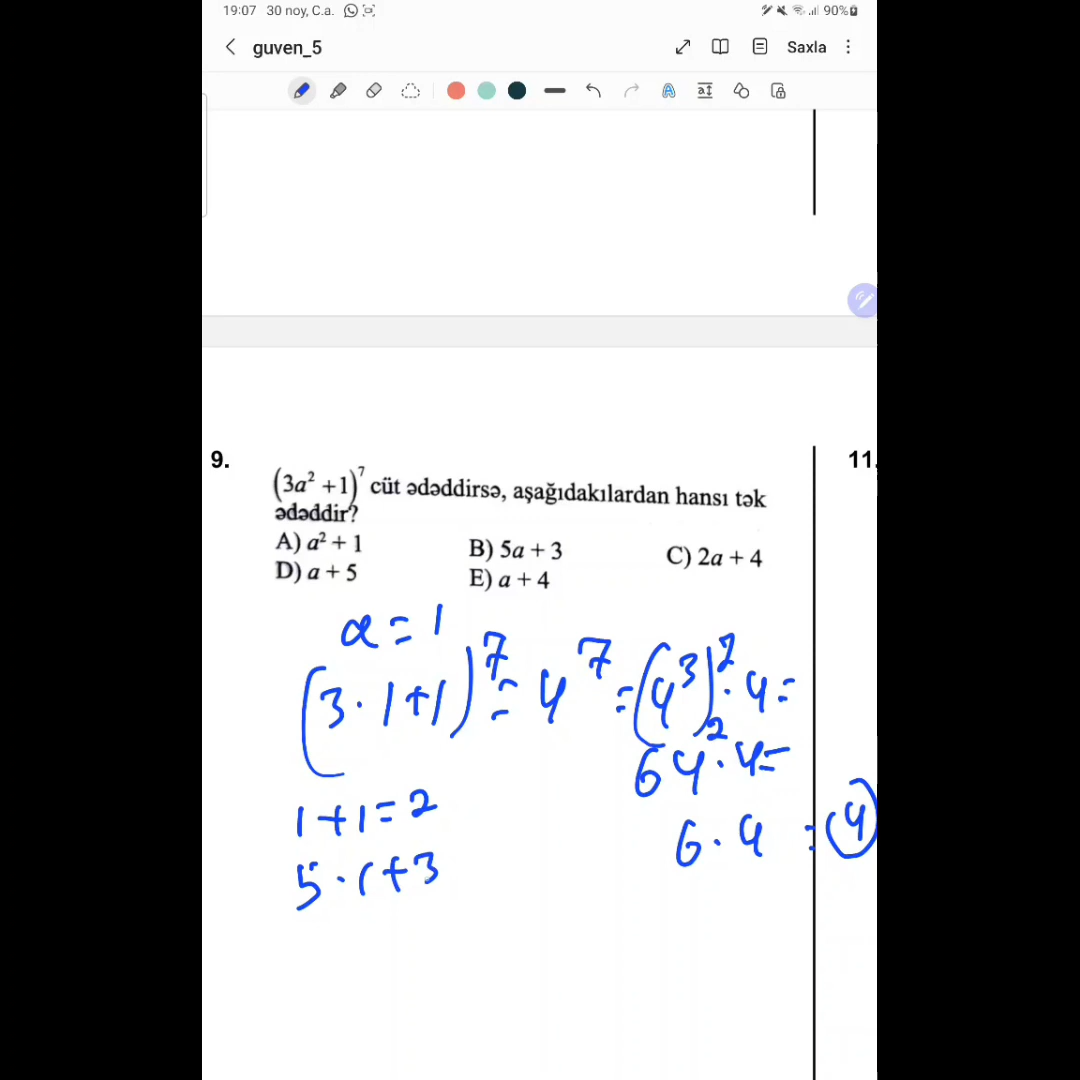 19:07 30 noy, C.a. 90%
guven_5 Saxla
9. 11.
(3a² +1)⁷ cüt ədəddirsə, aşağıdakılardan hansı tək
ədəddir?
A) a² + 1 B) 5a + 3 C) 2a + 4
D) a + 5 E) a + 4
a = 1
(3·1+1)⁷ = 4⁷ = (4³)²·4=
64²·4=
1+1=2 6·4 = 4
5·1+3